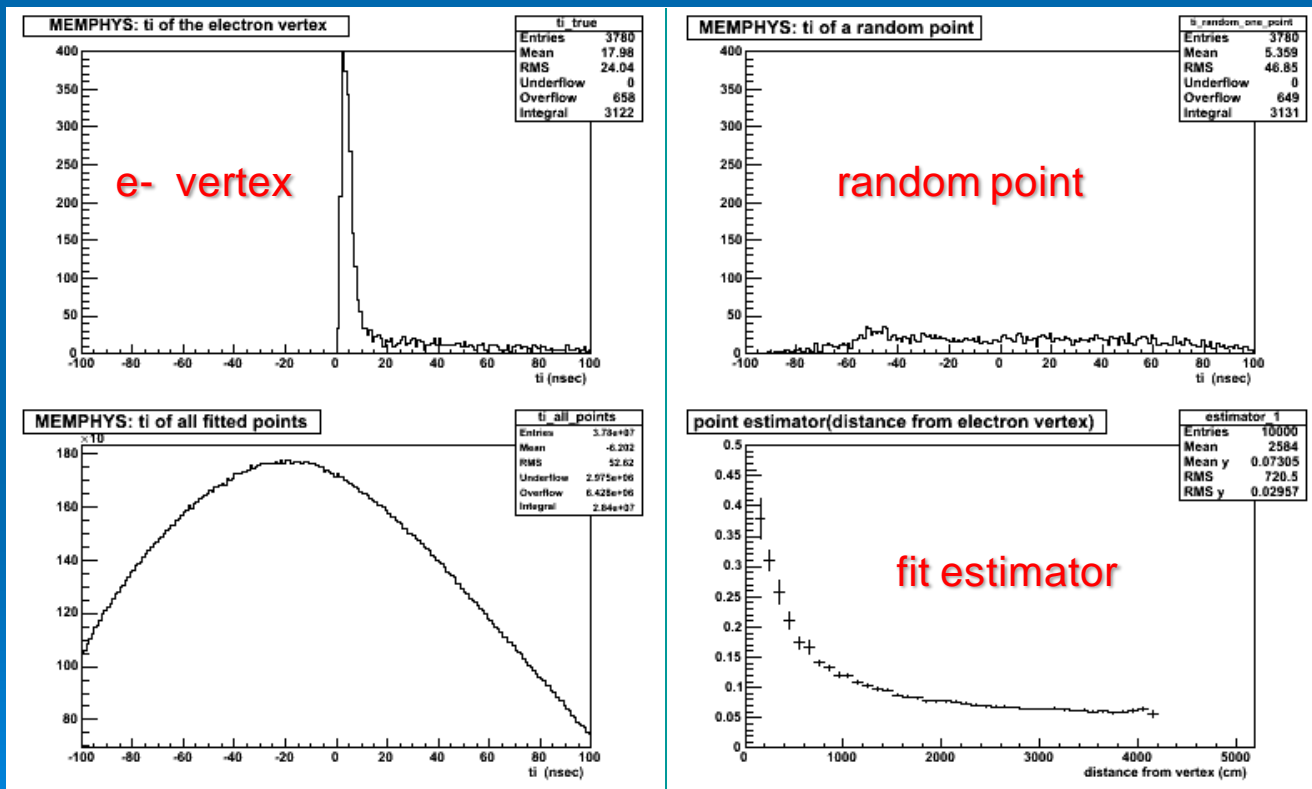 MEMPHYS: ti of the electron vertex
ti_true
Entries 3780
Mean 17.98
RMS 24.04
Underflow 0
Overflow 658
Integral 3122
400
350
300
250
200
150
100
50
0
e- vertex
-100 -80 -60 -40 -20 0 20 40 60 80 100
ti (nsec)
MEMPHYS: ti of a random point
ti_random_one_point
Entries 3780
Mean 5.359
RMS 46.85
Underflow 0
Overflow 649
Integral 3131
400
350
300
250
200
150
100
50
0
random point
-100 -80 -60 -40 -20 0 20 40 60 80 100
ti (nsec)
MEMPHYS: ti of all fitted points
ti_all_points
Entries 3.78e+07
Mean -6.202
RMS 52.62
Underflow 2.975e+06
Overflow 6.428e+06
Integral 2.84e+07
×10
180
160
140
120
100
80
-100 -80 -60 -40 -20 0 20 40 60 80 100
ti (nsec)
point estimator(distance from electron vertex)
estimator_1
Entries 10000
Mean 2584
Mean y 0.07305
RMS 720.5
RMS y 0.02957
0.5
0.45
0.4
0.35
0.3
0.25
0.2
0.15
0.1
0.05
0
fit estimator
0 1000 2000 3000 4000 5000
distance from vertex (cm)